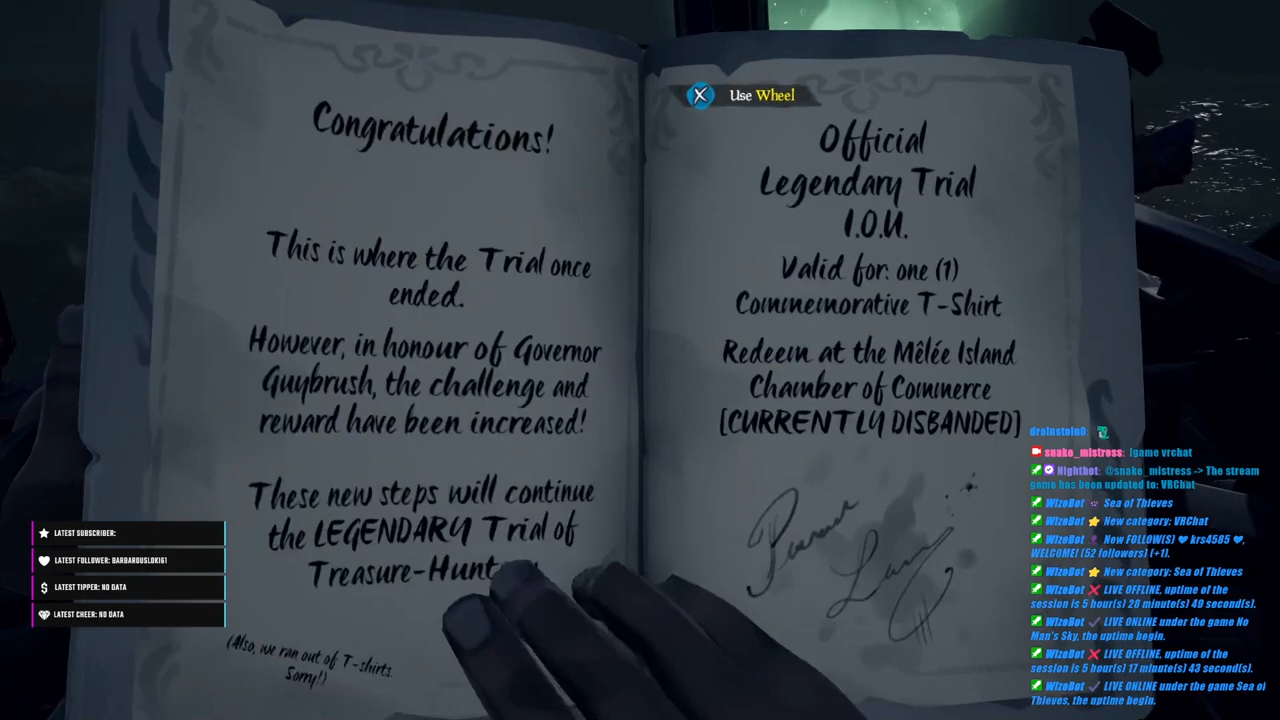 Congratulations!
This is where the Trial once
ended.
However, in honour of Governor
Guybrush, the challenge and
reward have been increased!
These new steps will continue
the LEGENDARY Trial of
(Also, we ran out of T-shirts.
Sorry!)
Use Wheel
Official
Legendary Trial
I.O.U.
Valid for: one (1)
Commemorative T-Shirt
Redeem at the Mêlée Island
Chamber of Commerce
[CURRENTLY DISBANDED]
LATEST SUBSCRIBER:
LATEST FOLLOWER: BARBAROUSLOKI61
LATEST TIPPER: NO DATA
LATEST CHEER: NO DATA
snake_mistress: !game vrchat
Nightbot: @snake_mistress -> The stream
game has been updated to: VRChat
WizeBot Sea of Thieves
WizeBot New category: VRChat
WizeBot New FOLLOW(S) krs4585 ,
WELCOME! (52 followers) (+1).
WizeBot New category: Sea of Thieves
WizeBot LIVE OFFLINE, uptime of the
session is 5 hour(s) 28 minute(s) 49 second(s).
WizeBot LIVE ONLINE under the game No
Man's Sky, the uptime begin.
WizeBot LIVE OFFLINE, uptime of the
session is 5 hour(s) 17 minute(s) 43 second(s).
WizeBot LIVE ONLINE under the game Sea of
Thieves, the uptime begin.